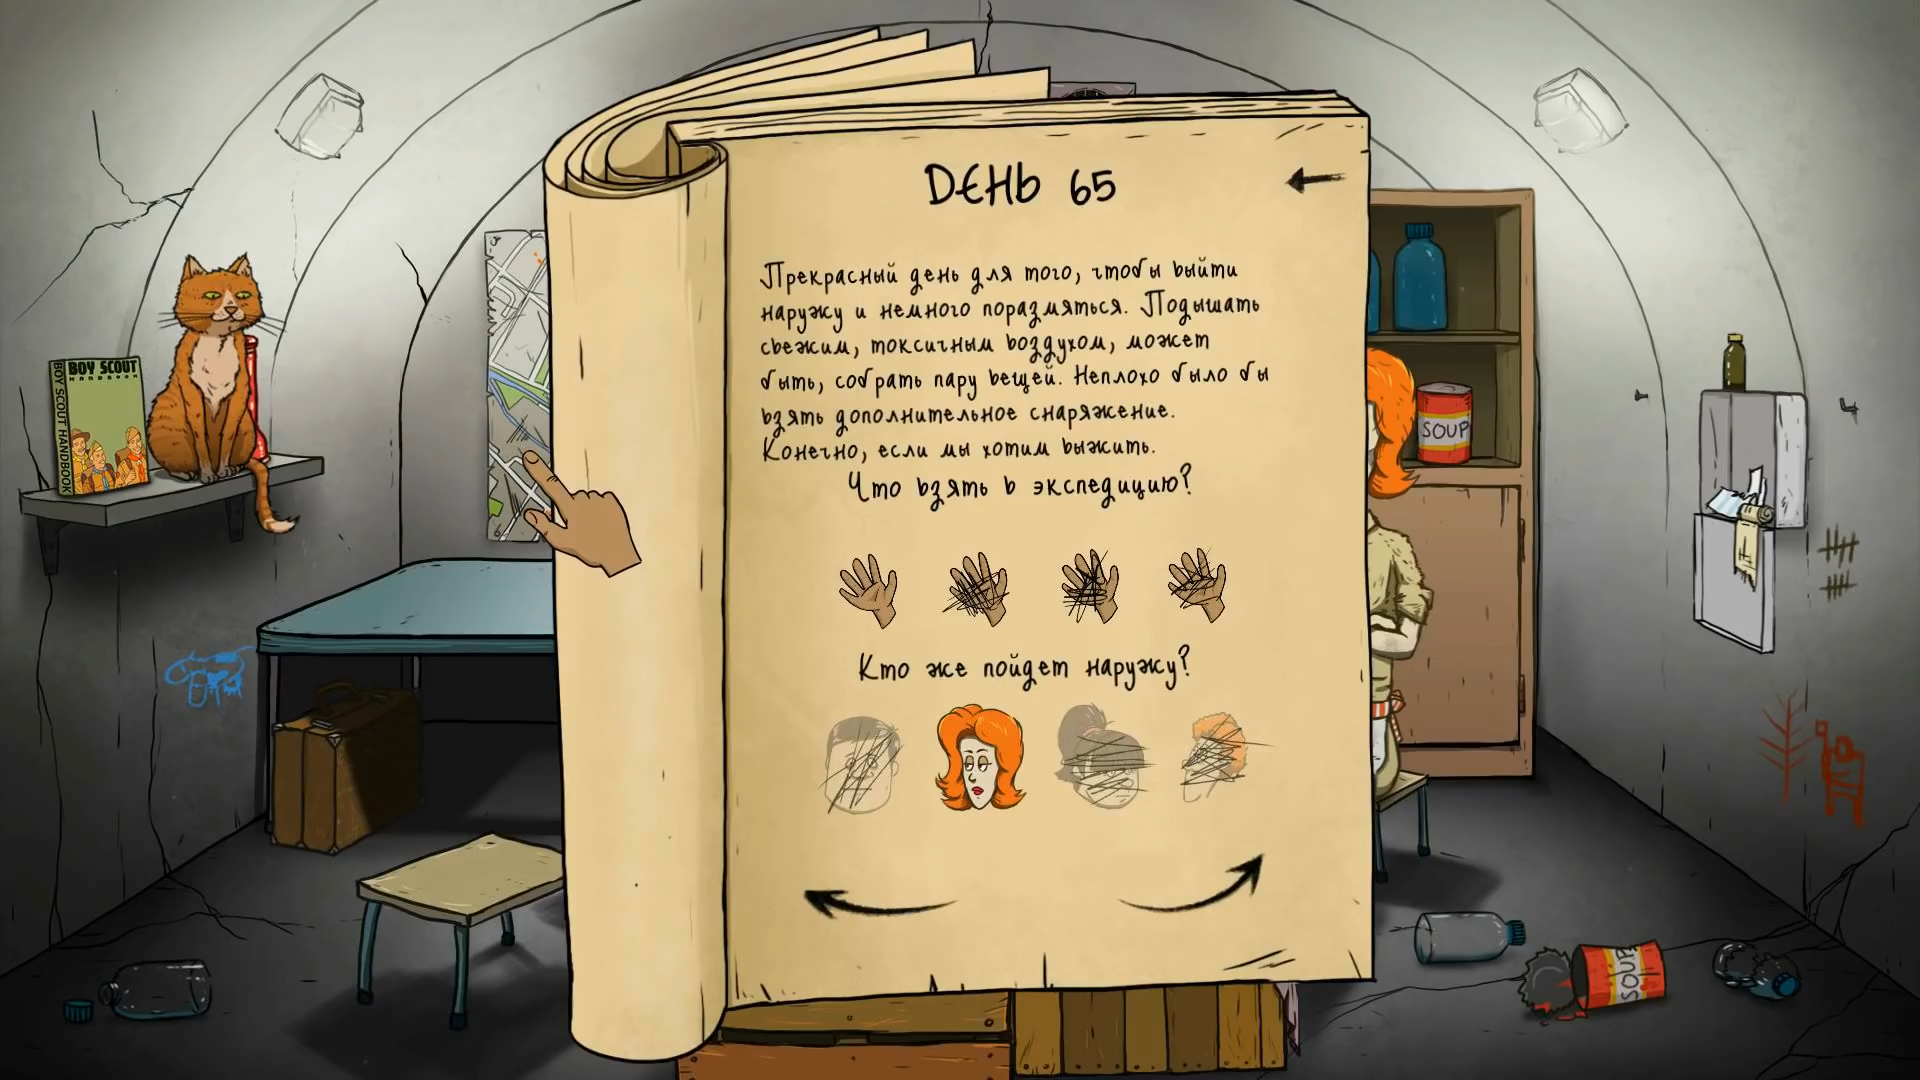 ДЕНЬ 65
Прекрасный день для того, чтобы выйти
наружу и немного поразмяться. Подышать
свежим, токсичным воздухом, может
быть, собрать пару вещей. Неплохо было бы
взять дополнительное снаряжение.
Конечно, если мы хотим выжить.
Что взять в экспедицию?
Кто же пойдет наружу?
BOY SCOUT
HANDBOOK
BOY SCOUT HANDBOOK
SOUP
SOUP